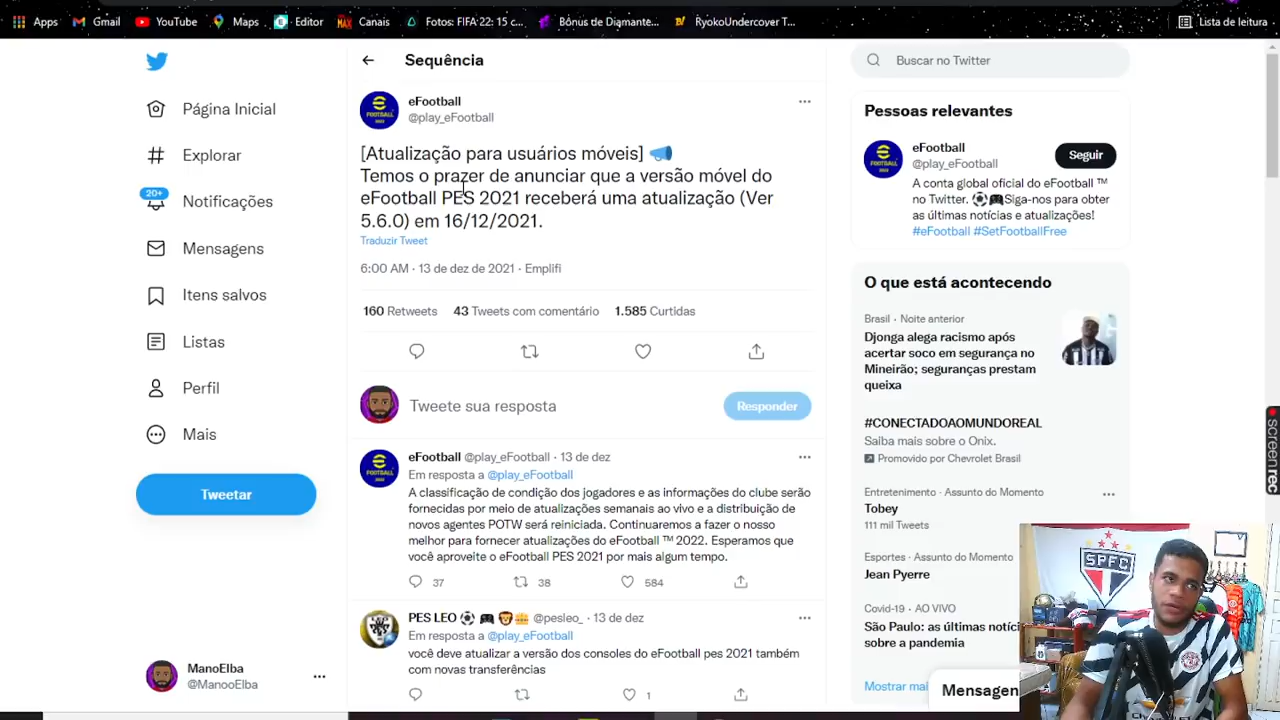 Apps
Gmail
YouTube
Maps
Editor
MAX
Canais
Fotos: FIFA 22: 15 c...
Bônus de Diamante...
RyokoUndercover T...
Lista de leitura
Sequência
Buscar no Twitter
Página Inicial
Explorar
20+
Notificações
Mensagens
Itens salvos
Listas
Perfil
Mais
Tweetar
ManoElba
@ManooElba
eFootball
@play_eFootball
[Atualização para usuários móveis]
Temos o prazer de anunciar que a versão móvel do
eFootball PES 2021 receberá uma atualização (Ver
5.6.0) em 16/12/2021.
Traduzir Tweet
6:00 AM · 13 de dez de 2021 · Emplifi
160 Retweets 43 Tweets com comentário 1.585 Curtidas
Tweete sua resposta
Responder
eFootball @play_eFootball · 13 de dez
Em resposta a @play_eFootball
A classificação de condição dos jogadores e as informações do clube serão
fornecidas por meio de atualizações semanais ao vivo e a distribuição de
novos agentes POTW será reiniciada. Continuaremos a fazer o nosso
melhor para fornecer atualizações do eFootball ™ 2022. Esperamos que
você aproveite o eFootball PES 2021 por mais algum tempo.
37 38 584
PES LEO @pesleo_ · 13 de dez
Em resposta a @play_eFootball
você deve atualizar a versão dos consoles do eFootball pes 2021 também
com novas transferências
1
Pessoas relevantes
eFootball
@play_eFootball
Seguir
A conta global oficial do eFootball ™
no Twitter. Siga-nos para obter
as últimas notícias e atualizações!
#eFootball #SetFootballFree
O que está acontecendo
Brasil · Noite anterior
Djonga alega racismo após
acertar soco em segurança no
Mineirão; seguranças prestam
queixa
#CONECTADOAOMUNDOREAL
Saiba mais sobre o Onix.
Promovido por Chevrolet Brasil
Entretenimento · Assunto do Momento
Tobey
111 mil Tweets
Esportes · Assunto do Momento
Jean Pyerre
Covid-19 · AO VIVO
São Paulo: as últimas notíci
sobre a pandemia
Mostrar mai
Mensagen
SPFC
screenrec